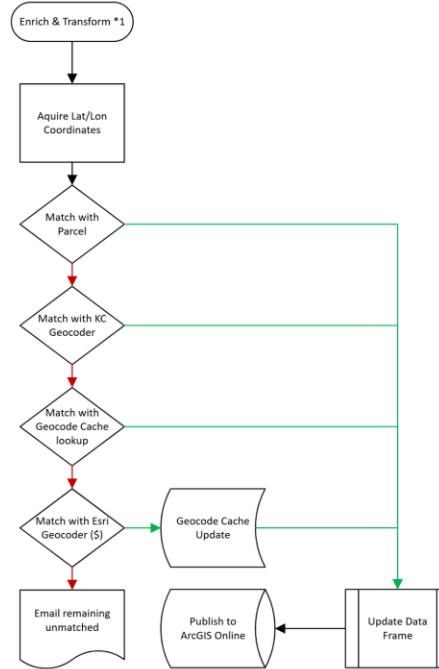 Enrich & Transform *1
Aquire Lat/Lon
Coordinates
Match with
Parcel
Match with KC
Geocoder
Match with
Geocode Cache
lookup
Match with Esri
Geocoder ($)
Geocode Cache
Update
Email remaining
unmatched
Publish to
ArcGIS Online
Update Data
Frame